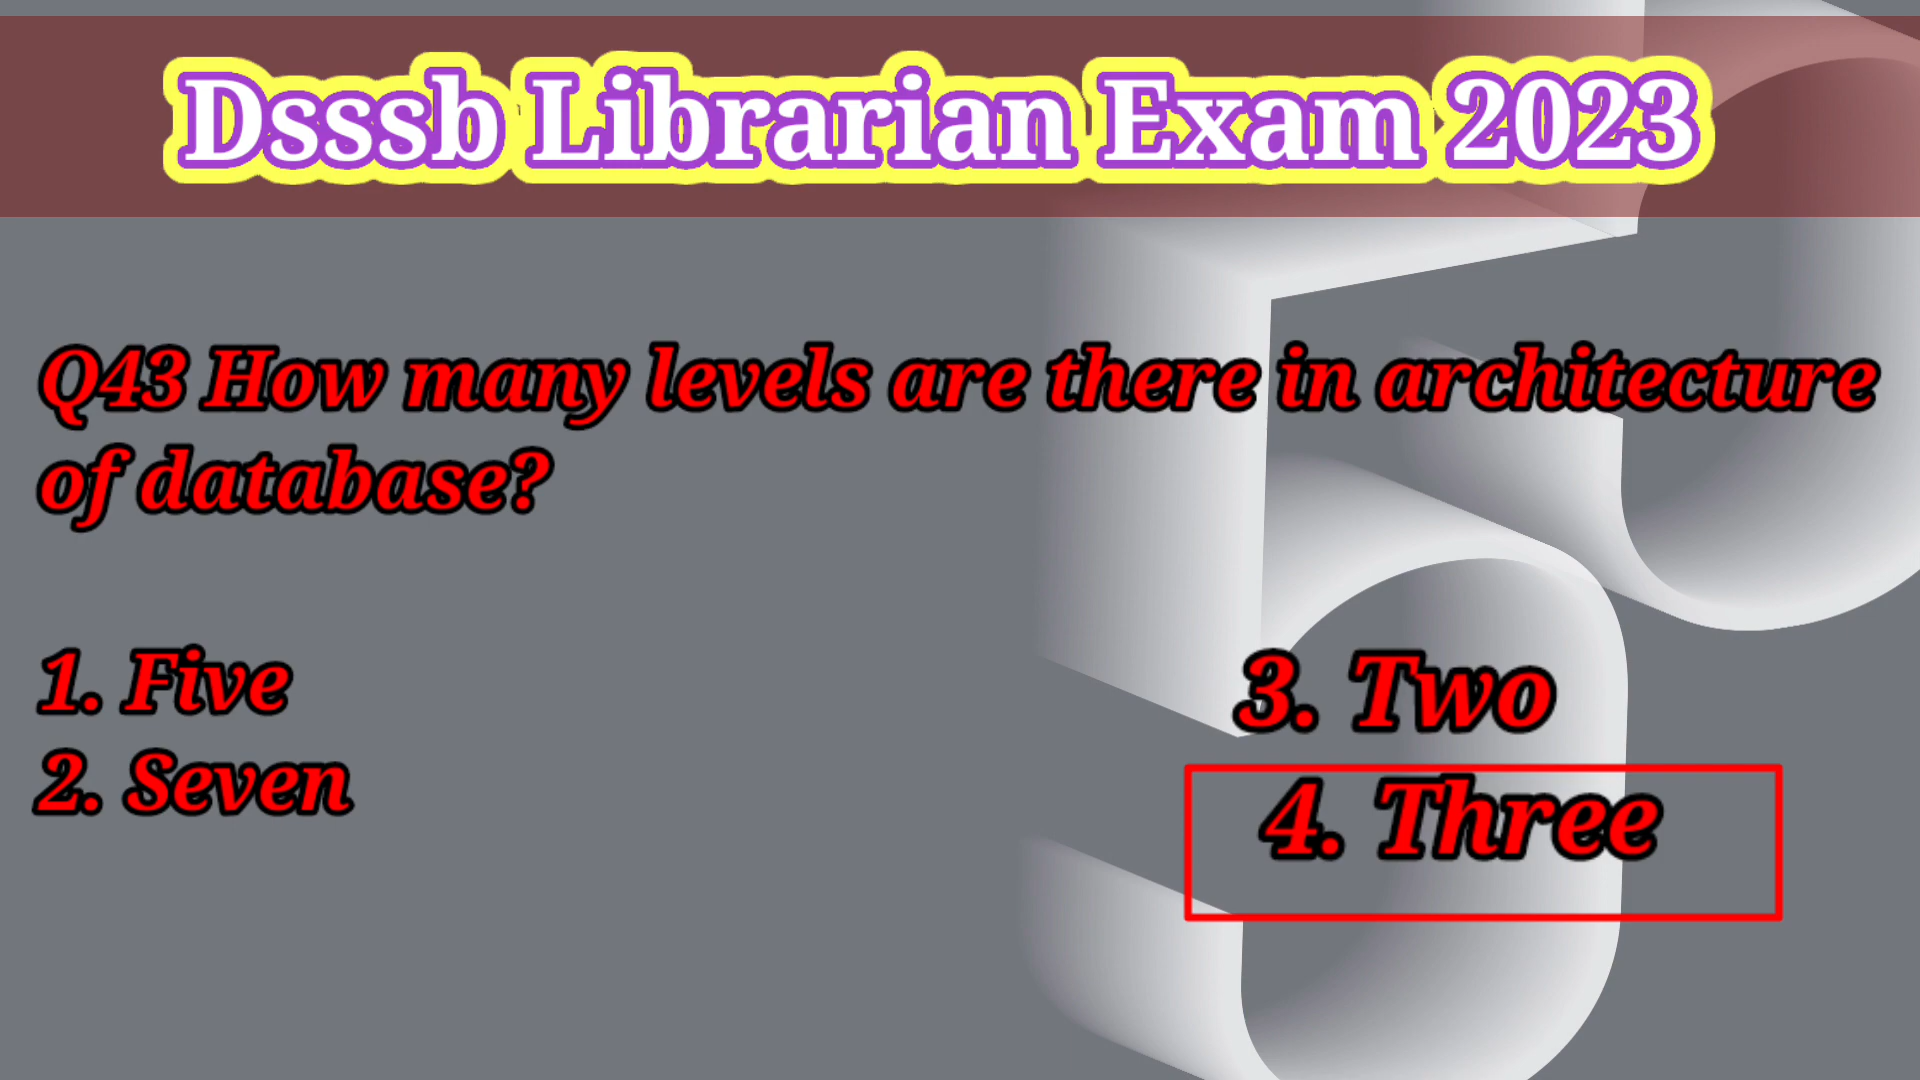 Dsssb Librarian Exam 2023
Q43 How many levels are there in architecture
of database?
1. Five
2. Seven
3. Two
4. Three